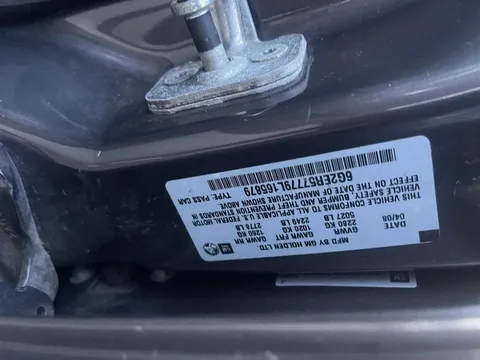 MFD BY GM HOLDEN LTD
DATE GVWR GAWR FRT GAWR RR
04/08 2280 KG 1020 KG 1260 KG
5027 LB 2249 LB 2778 LB
THIS VEHICLE CONFORMS TO ALL APPLICABLE U.S. FEDERAL MOTOR
VEHICLE SAFETY, BUMPER, AND THEFT PREVENTION STANDARDS IN
EFFECT ON THE DATE OF MANUFACTURE SHOWN ABOVE.
6G2ER57779L165879 TYPE: PASS CAR